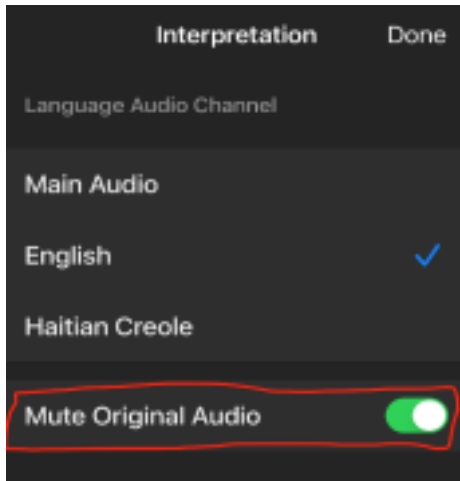 Interpretation Done
Language Audio Channel
Main Audio
English
Haitian Creole
Mute Original Audio